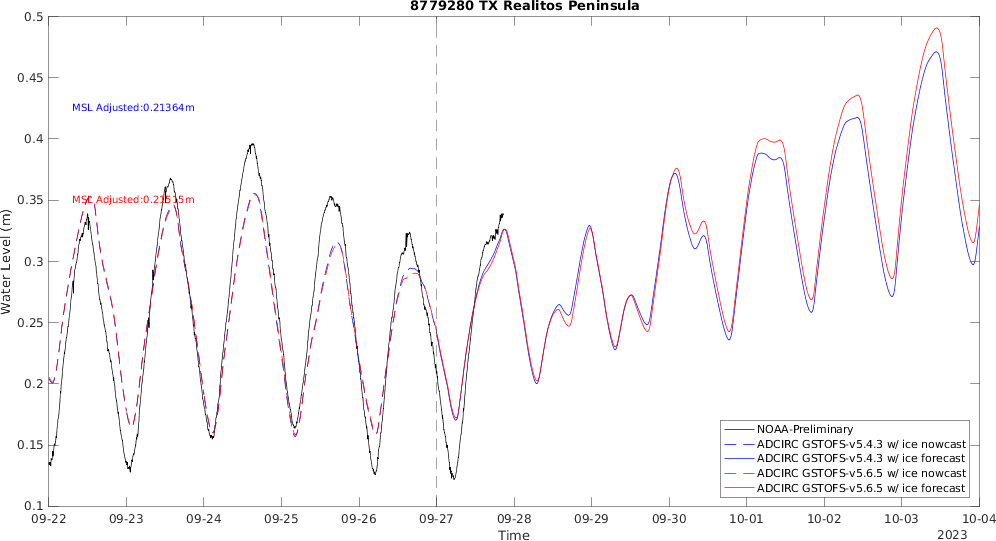 8779280 TX Realitos Peninsula
0.5
0.45
0.4
0.35
0.3
0.25
0.2
0.15
0.1
Water Level (m)
MSL Adjusted:0.21364m
MSL Adjusted:0.21515m
NOAA-Preliminary
ADCIRC GSTOFS-v5.4.3 w/ ice nowcast
ADCIRC GSTOFS-v5.4.3 w/ ice forecast
ADCIRC GSTOFS-v5.6.5 w/ ice nowcast
ADCIRC GSTOFS-v5.6.5 w/ ice forecast
09-22 09-23 09-24 09-25 09-26 09-27 09-28 09-29 09-30 10-01 10-02 10-03 10-04
Time
2023